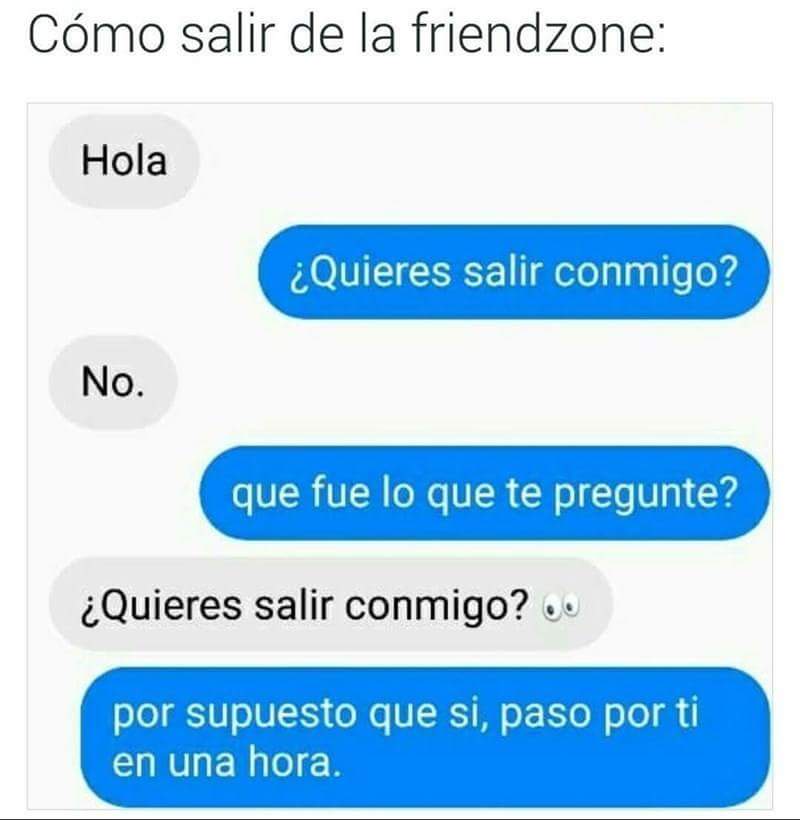 Cómo salir de la friendzone:
Hola
¿Quieres salir conmigo?
No.
que fue lo que te pregunte?
¿Quieres salir conmigo? 👀
por supuesto que si, paso por ti
en una hora.